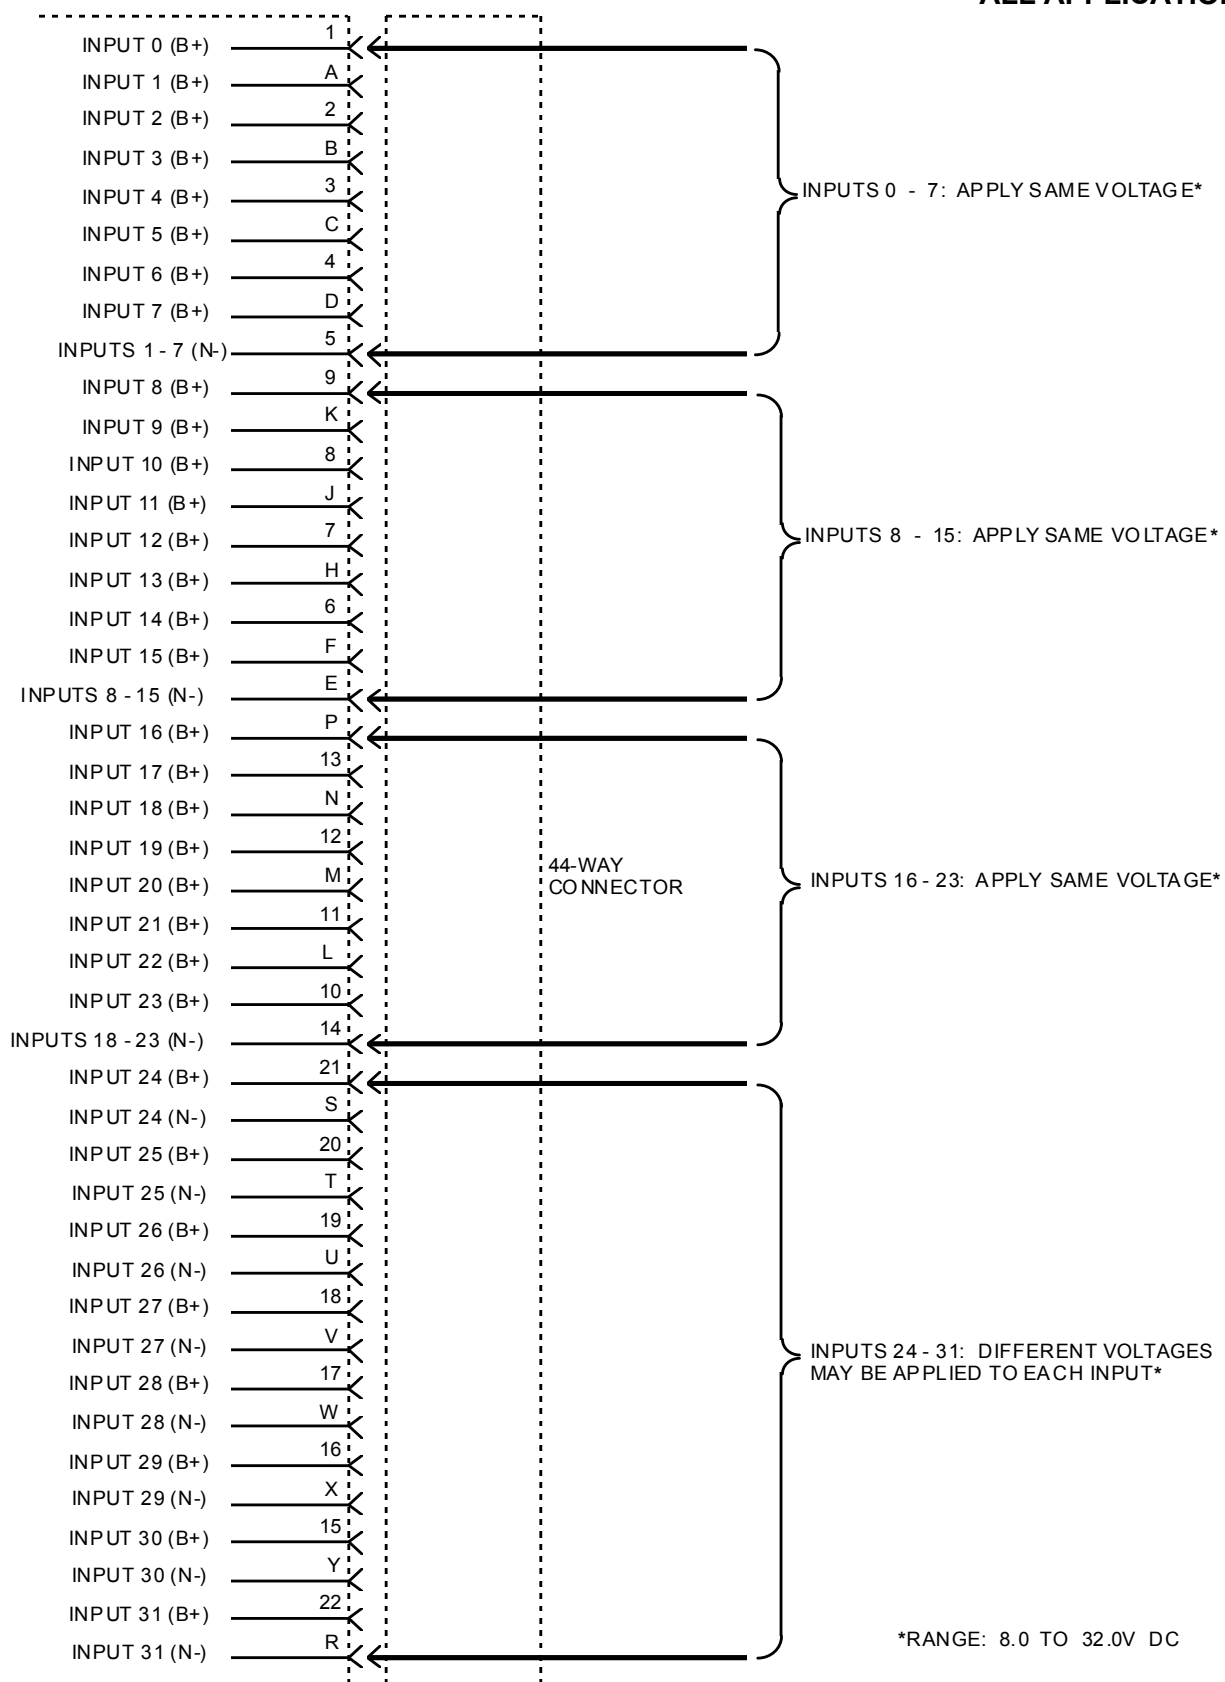 INPUT 0 (B+) 1
INPUT 1 (B+) A
INPUT 2 (B+) 2
INPUT 3 (B+) B
INPUT 4 (B+) 3
INPUT 5 (B+) C
INPUT 6 (B+) 4
INPUT 7 (B+) D
INPUTS 1 - 7 (N-) 5
INPUTS 0 - 7: APPLY SAME VOLTAGE*
INPUT 8 (B+) 9
INPUT 9 (B+) K
INPUT 10 (B+) 8
INPUT 11 (B+) J
INPUT 12 (B+) 7
INPUT 13 (B+) H
INPUT 14 (B+) 6
INPUT 15 (B+) F
INPUTS 8 - 15 (N-) E
INPUTS 8 - 15: APPLY SAME VOLTAGE*
INPUT 16 (B+) P
INPUT 17 (B+) 13
INPUT 18 (B+) N
INPUT 19 (B+) 12
INPUT 20 (B+) M
INPUT 21 (B+) 11
INPUT 22 (B+) L
INPUT 23 (B+) 10
INPUTS 18 - 23 (N-) 14
44-WAY
CONNECTOR
INPUTS 16 - 23: APPLY SAME VOLTAGE*
INPUT 24 (B+) 21
INPUT 24 (N-) S
INPUT 25 (B+) 20
INPUT 25 (N-) T
INPUT 26 (B+) 19
INPUT 26 (N-) U
INPUT 27 (B+) 18
INPUT 27 (N-) V
INPUT 28 (B+) 17
INPUT 28 (N-) W
INPUT 29 (B+) 16
INPUT 29 (N-) X
INPUT 30 (B+) 15
INPUT 30 (N-) Y
INPUT 31 (B+) 22
INPUT 31 (N-) R
INPUTS 24 - 31: DIFFERENT VOLTAGES
MAY BE APPLIED TO EACH INPUT*
*RANGE: 8.0 TO 32.0V DC